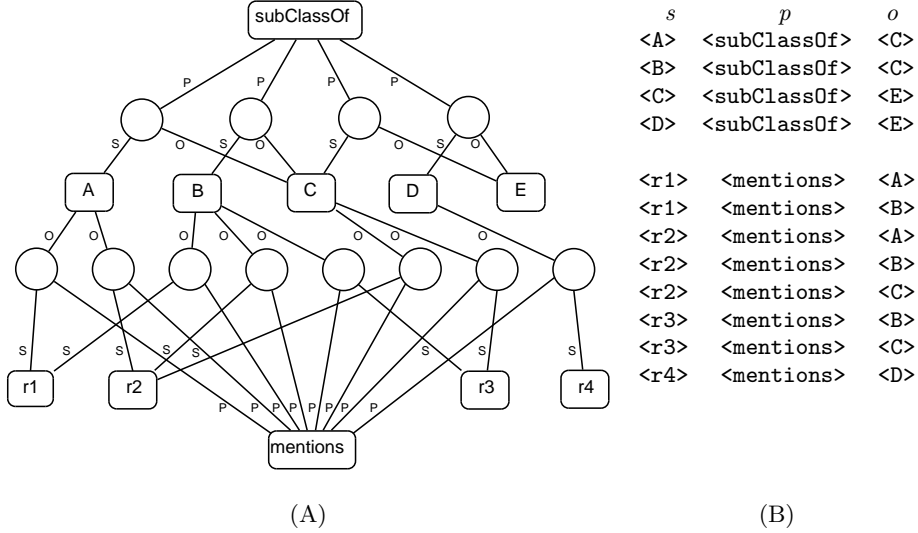 subClassOf
P P P P
S O S O S O S O
A B C D E
O O O O O O O
S S S S S S S
r1 r2 r3 r4
P P P P P P P
mentions
(A)
s p o
<A> <subClassOf> <C>
<B> <subClassOf> <C>
<C> <subClassOf> <E>
<D> <subClassOf> <E>
<r1> <mentions> <A>
<r1> <mentions> <B>
<r2> <mentions> <A>
<r2> <mentions> <B>
<r2> <mentions> <C>
<r3> <mentions> <B>
<r3> <mentions> <C>
<r4> <mentions> <D>
(B)